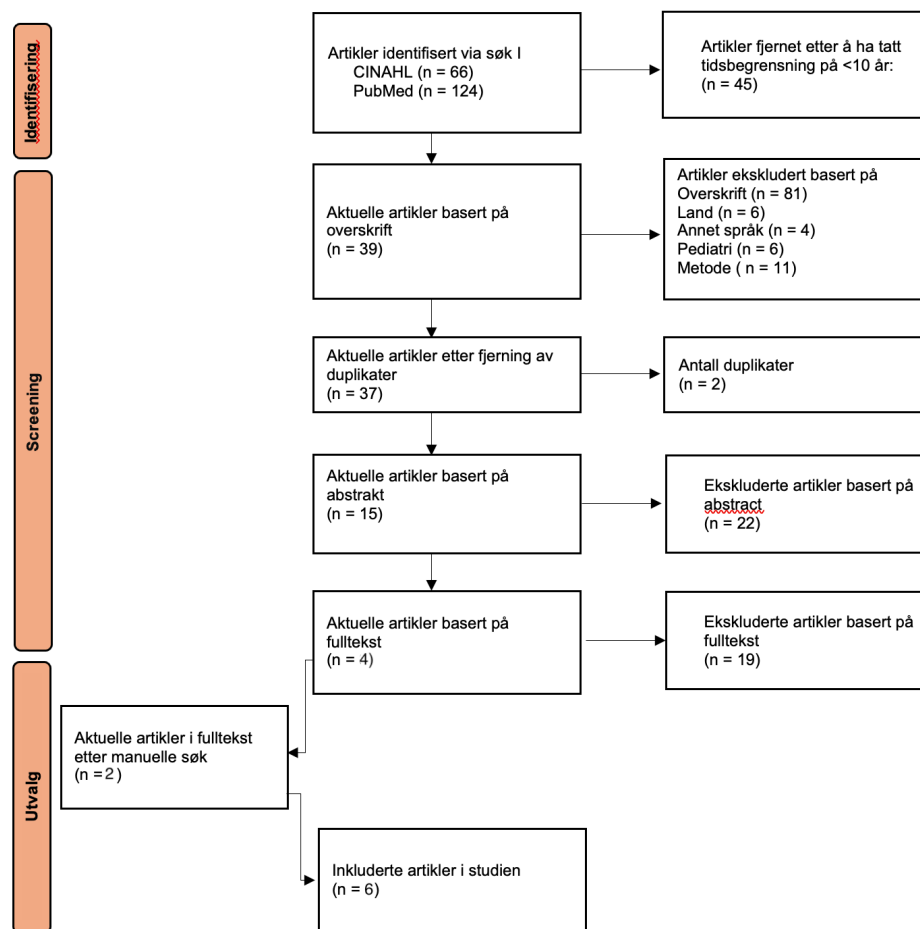 Identifisering
Artikler identifisert via søk I
CINAHL (n = 66)
PubMed (n = 124)
Artikler fjernet etter å ha tatt
tidsbegrensning på <10 år:
(n = 45)
Screening
Aktuelle artikler basert på
overskrift
(n = 39)
Artikler ekskludert basert på
Overskrift (n = 81)
Land (n = 6)
Annet språk (n = 4)
Pediatri (n = 6)
Metode ( n = 11)
Aktuelle artikler etter fjerning av
duplikater
(n = 37)
Antall duplikater
(n = 2)
Aktuelle artikler basert på
abstrakt
(n = 15)
Ekskluderte artikler basert på
abstract
(n = 22)
Aktuelle artikler basert på
fulltekst
(n = 4)
Ekskluderte artikler basert på
fulltekst
(n = 19)
Utvalg
Aktuelle artikler i fulltekst
etter manuelle søk
(n =2 )
Inkluderte artikler i studien
(n = 6)